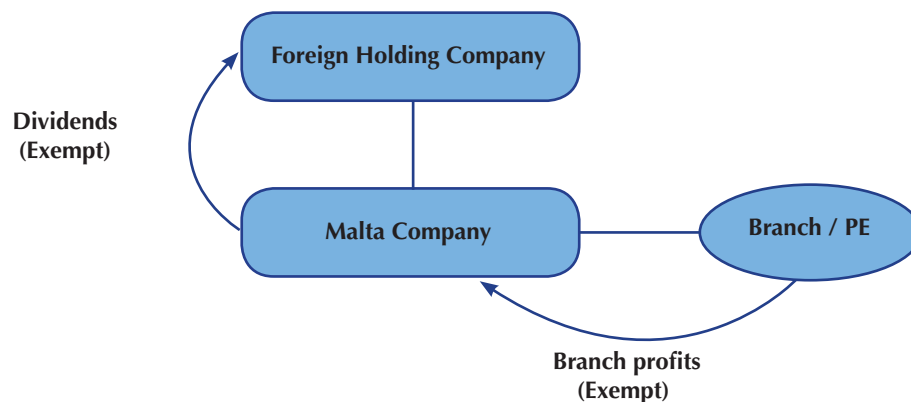 Foreign Holding Company
Dividends
(Exempt)
Malta Company
Branch / PE
Branch profits
(Exempt)